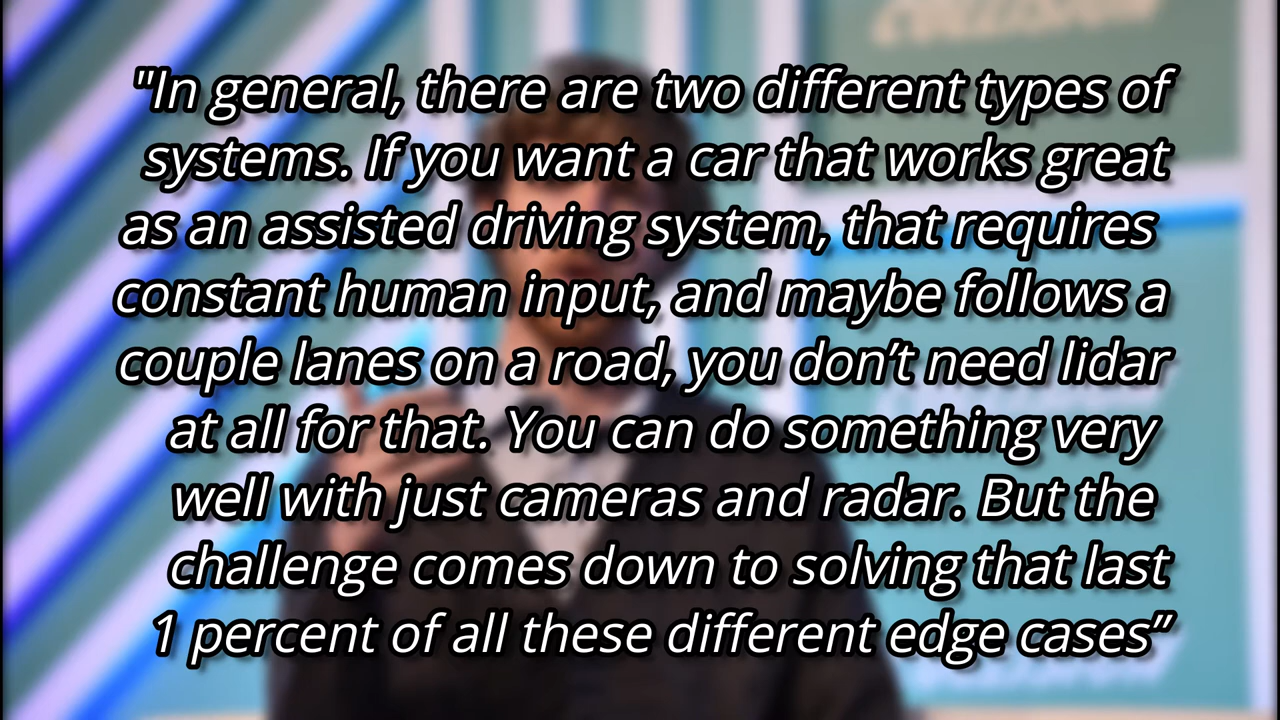 COLLISION
"In general, there are two different types of
systems. If you want a car that works great
as an assisted driving system, that requires
constant human input, and maybe follows a
couple lanes on a road, you don’t need lidar
at all for that. You can do something very
well with just cameras and radar. But the
challenge comes down to solving that last
1 percent of all these different edge cases”